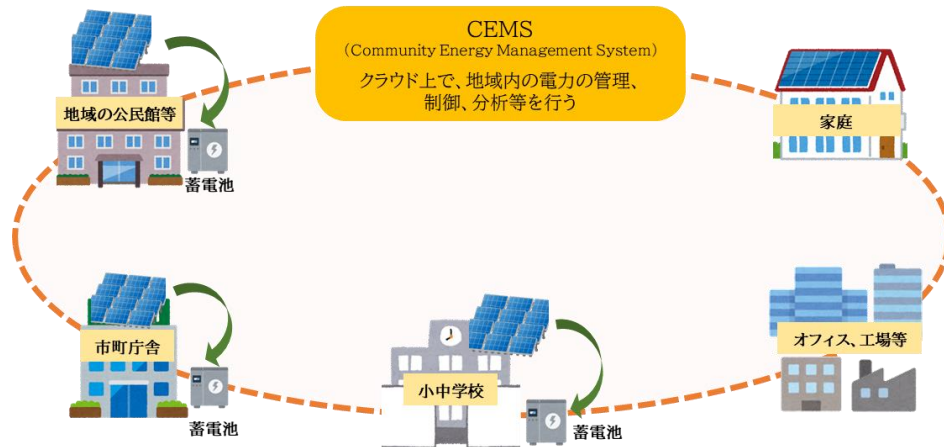 CEMS
（Community Energy Management System）
クラウド上で、地域内の電力の管理、
制御、分析等を行う
地域の公民館等
蓄電池
家庭
市町庁舎
蓄電池
小中学校
蓄電池
オフィス、工場等